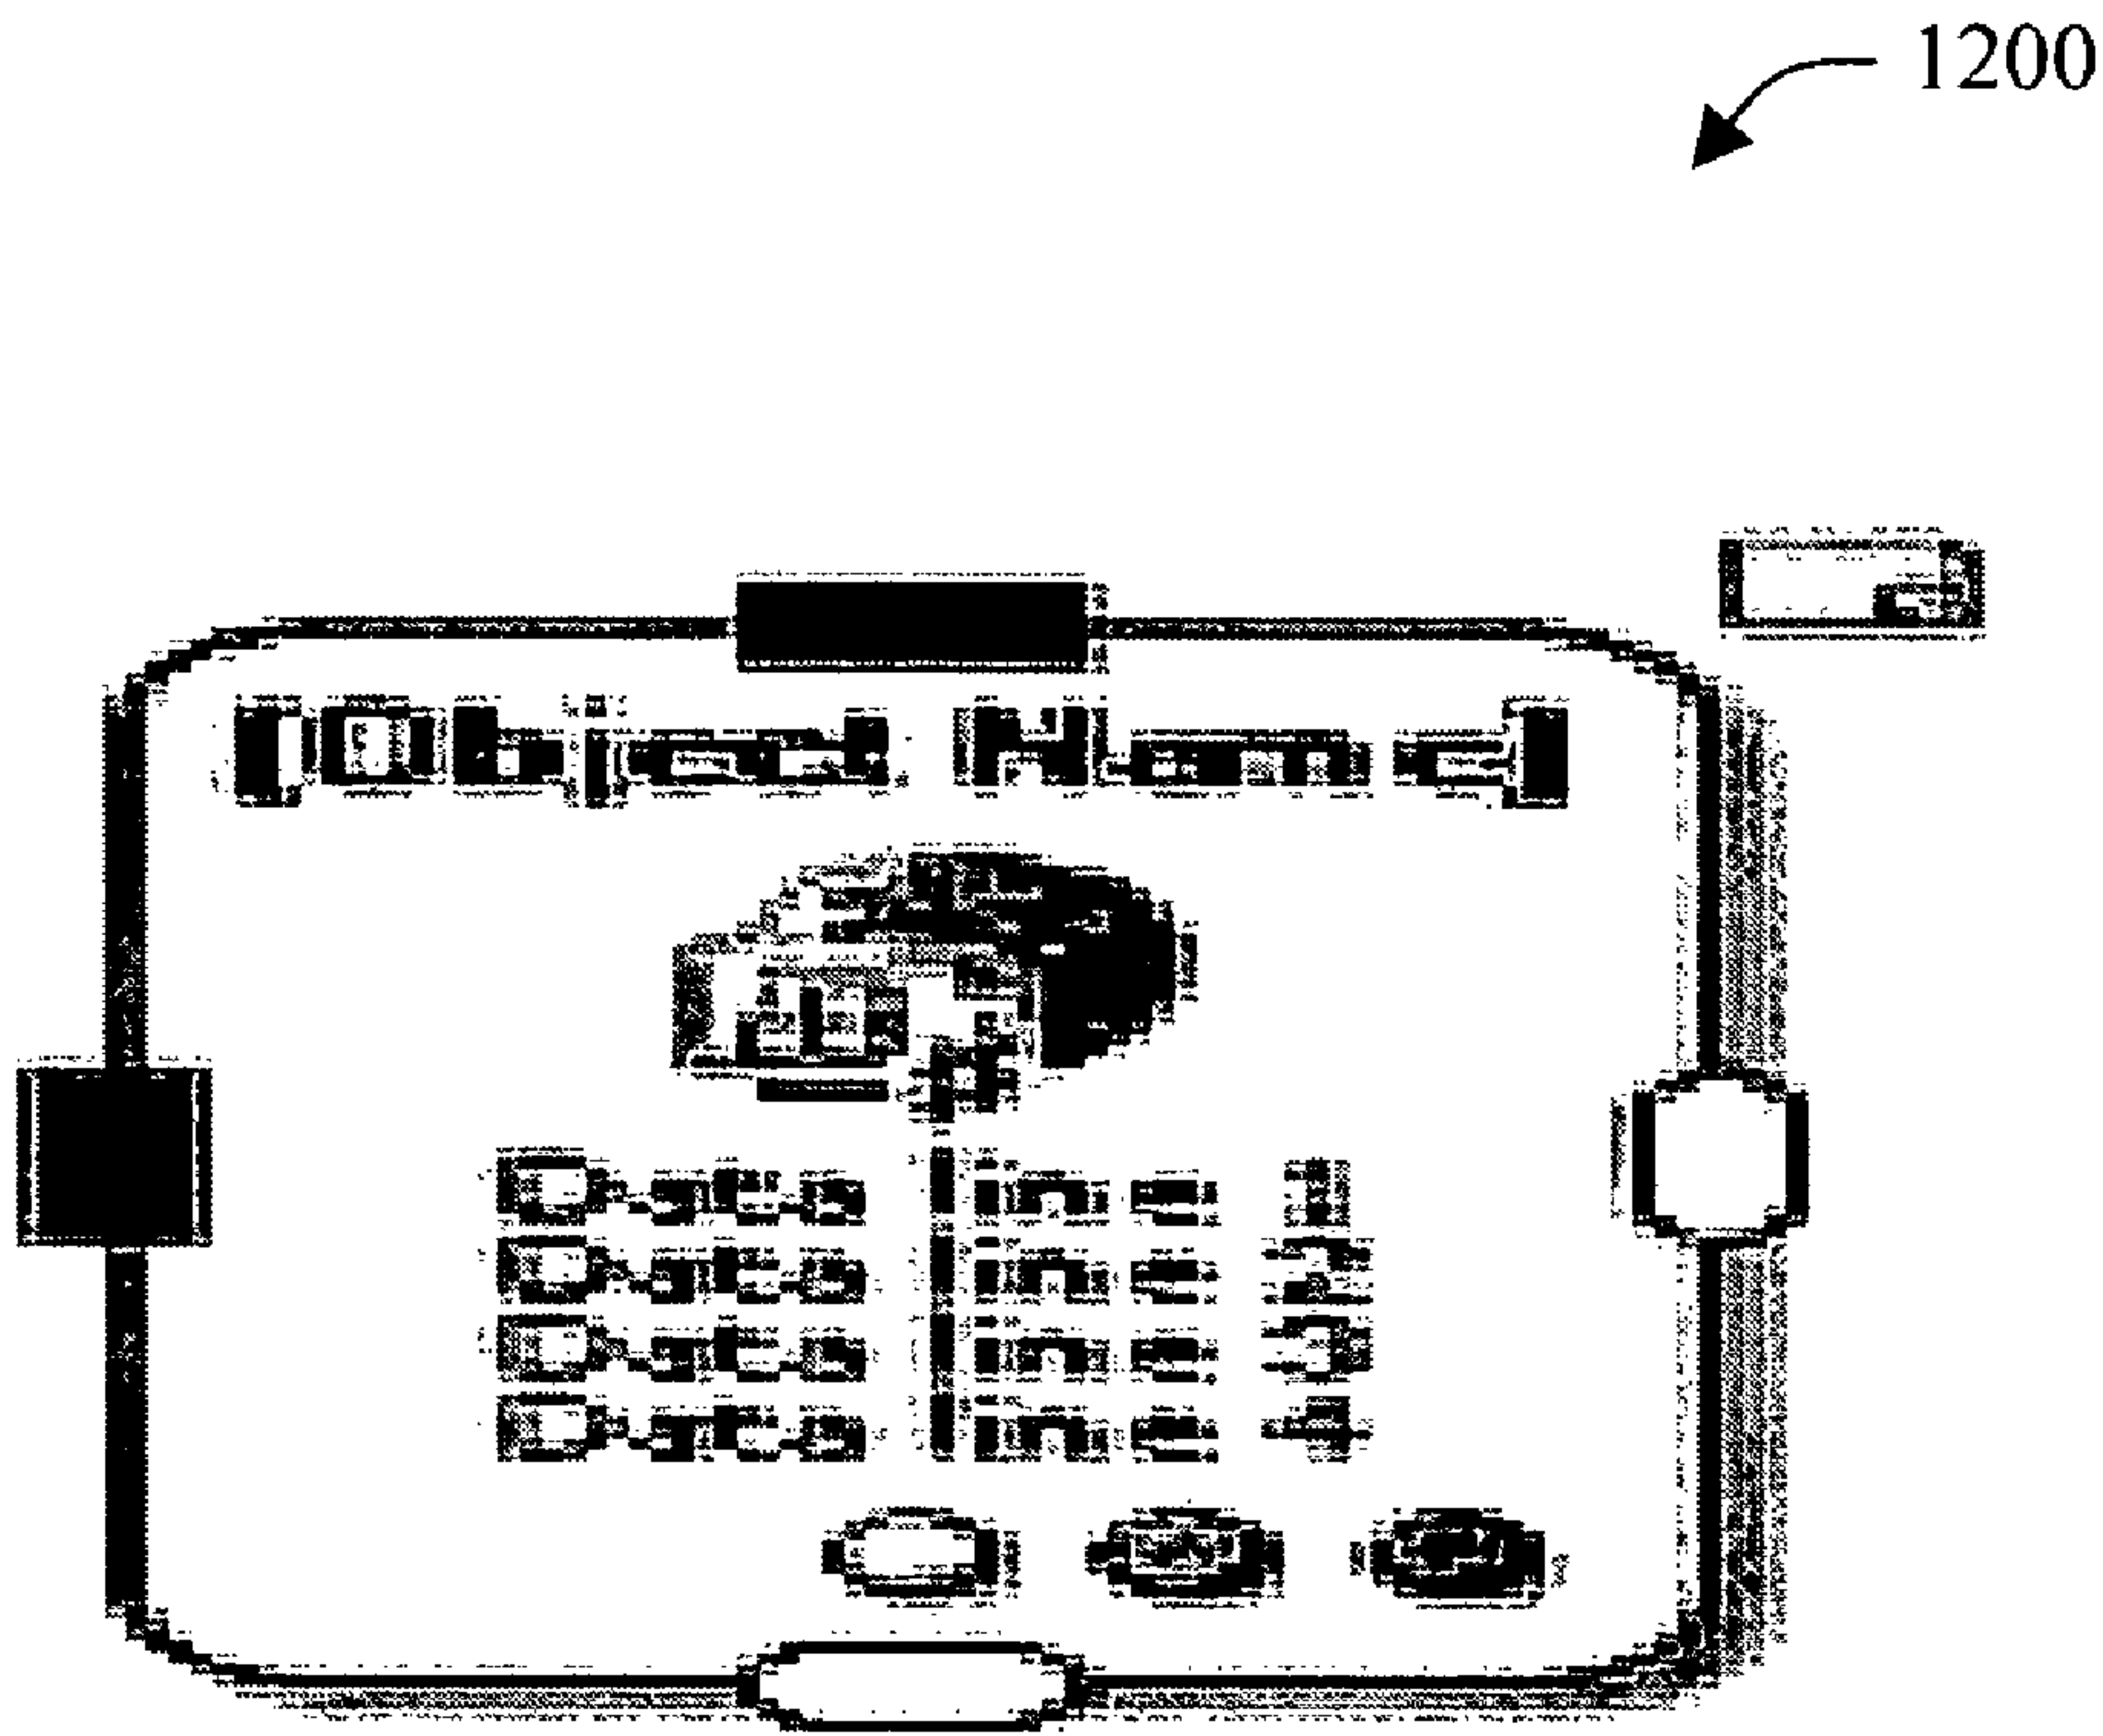 1200
[Object Name]
Data line 1
Data line 2
Data line 3
Data line 4